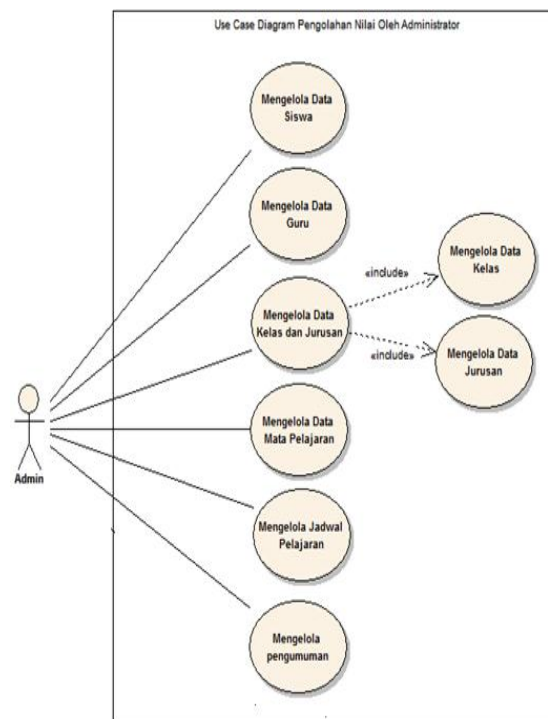 Use Case Diagram Pengolahan Nilai Oleh Administrator
Mengelola Data
Siswa
Mengelola Data
Guru
Mengelola Data
Kelas dan Jurusan
«include»
Mengelola Data
Kelas
«include»
Mengelola Data
Jurusan
Mengelola Data
Mata Pelajaran
Admin
Mengelola Jadwal
Pelajaran
Mengelola
pengumuman